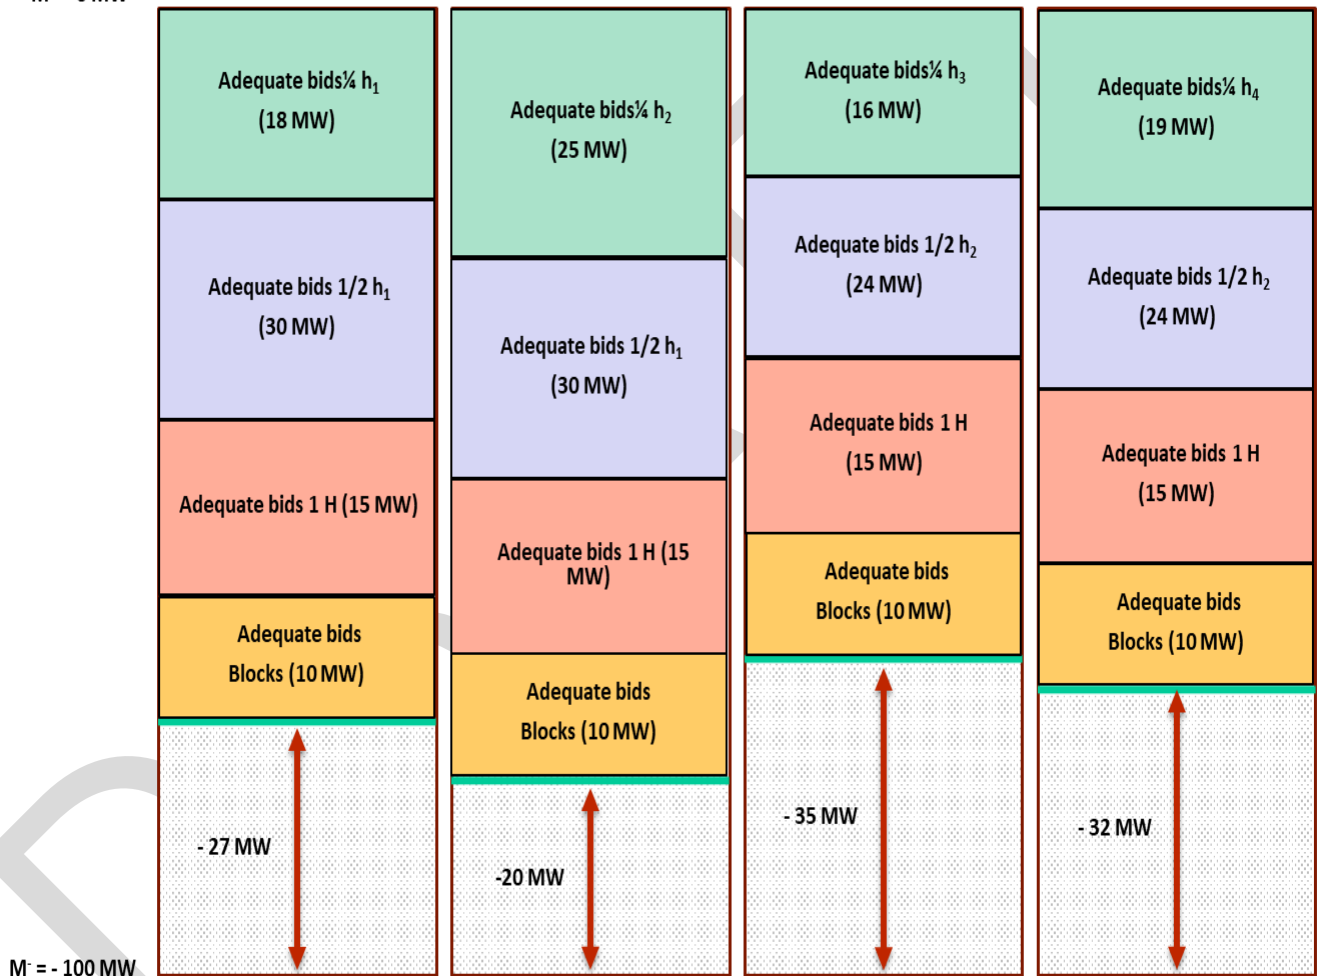 Adequate bids¼ h₁
(18 MW)
Adequate bids 1/2 h₁
(30 MW)
Adequate bids 1 H (15 MW)
Adequate bids
Blocks (10 MW)
- 27 MW
Adequate bids¼ h₂
(25 MW)
Adequate bids 1/2 h₁
(30 MW)
Adequate bids 1 H (15
MW)
Adequate bids
Blocks (10 MW)
-20 MW
Adequate bids¼ h₃
(16 MW)
Adequate bids 1/2 h₂
(24 MW)
Adequate bids 1 H
(15 MW)
Adequate bids
Blocks (10 MW)
- 35 MW
Adequate bids¼ h₄
(19 MW)
Adequate bids 1/2 h₂
(24 MW)
Adequate bids 1 H
(15 MW)
Adequate bids
Blocks (10 MW)
- 32 MW
M⁻ = - 100 MW